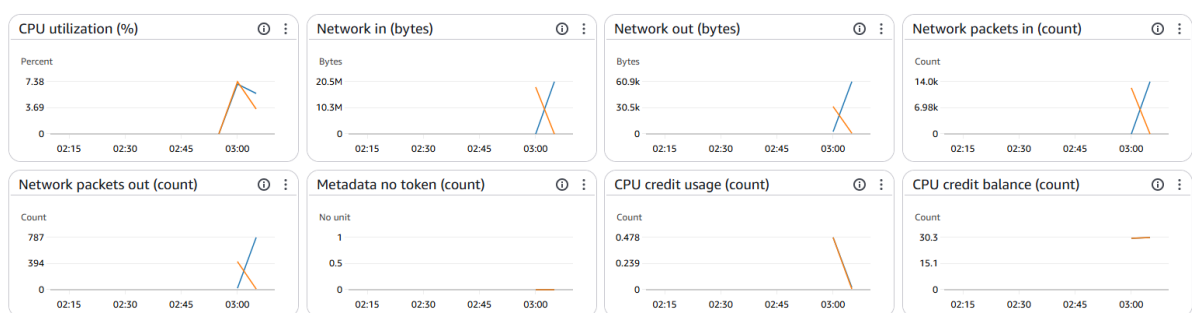 CPU utilization (%)
Percent
7.38
3.69
0
02:15 02:30 02:45 03:00
Network in (bytes)
Bytes
20.5M
10.3M
0
02:15 02:30 02:45 03:00
Network out (bytes)
Bytes
60.9k
30.5k
0
02:15 02:30 02:45 03:00
Network packets in (count)
Count
14.0k
6.98k
0
02:15 02:30 02:45 03:00
Network packets out (count)
Count
787
394
0
02:15 02:30 02:45 03:00
Metadata no token (count)
No unit
1
0.5
0
02:15 02:30 02:45 03:00
CPU credit usage (count)
Count
0.478
0.239
0
02:15 02:30 02:45 03:00
CPU credit balance (count)
Count
30.3
15.1
0
02:15 02:30 02:45 03:00